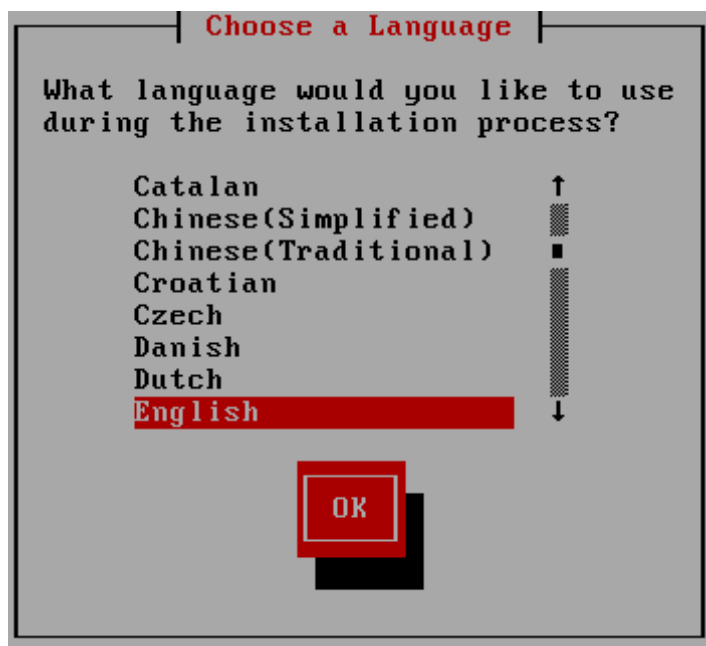 Choose a Language
What language would you like to use
during the installation process?
Catalan
Chinese(Simplified)
Chinese(Traditional)
Croatian
Czech
Danish
Dutch
English
OK